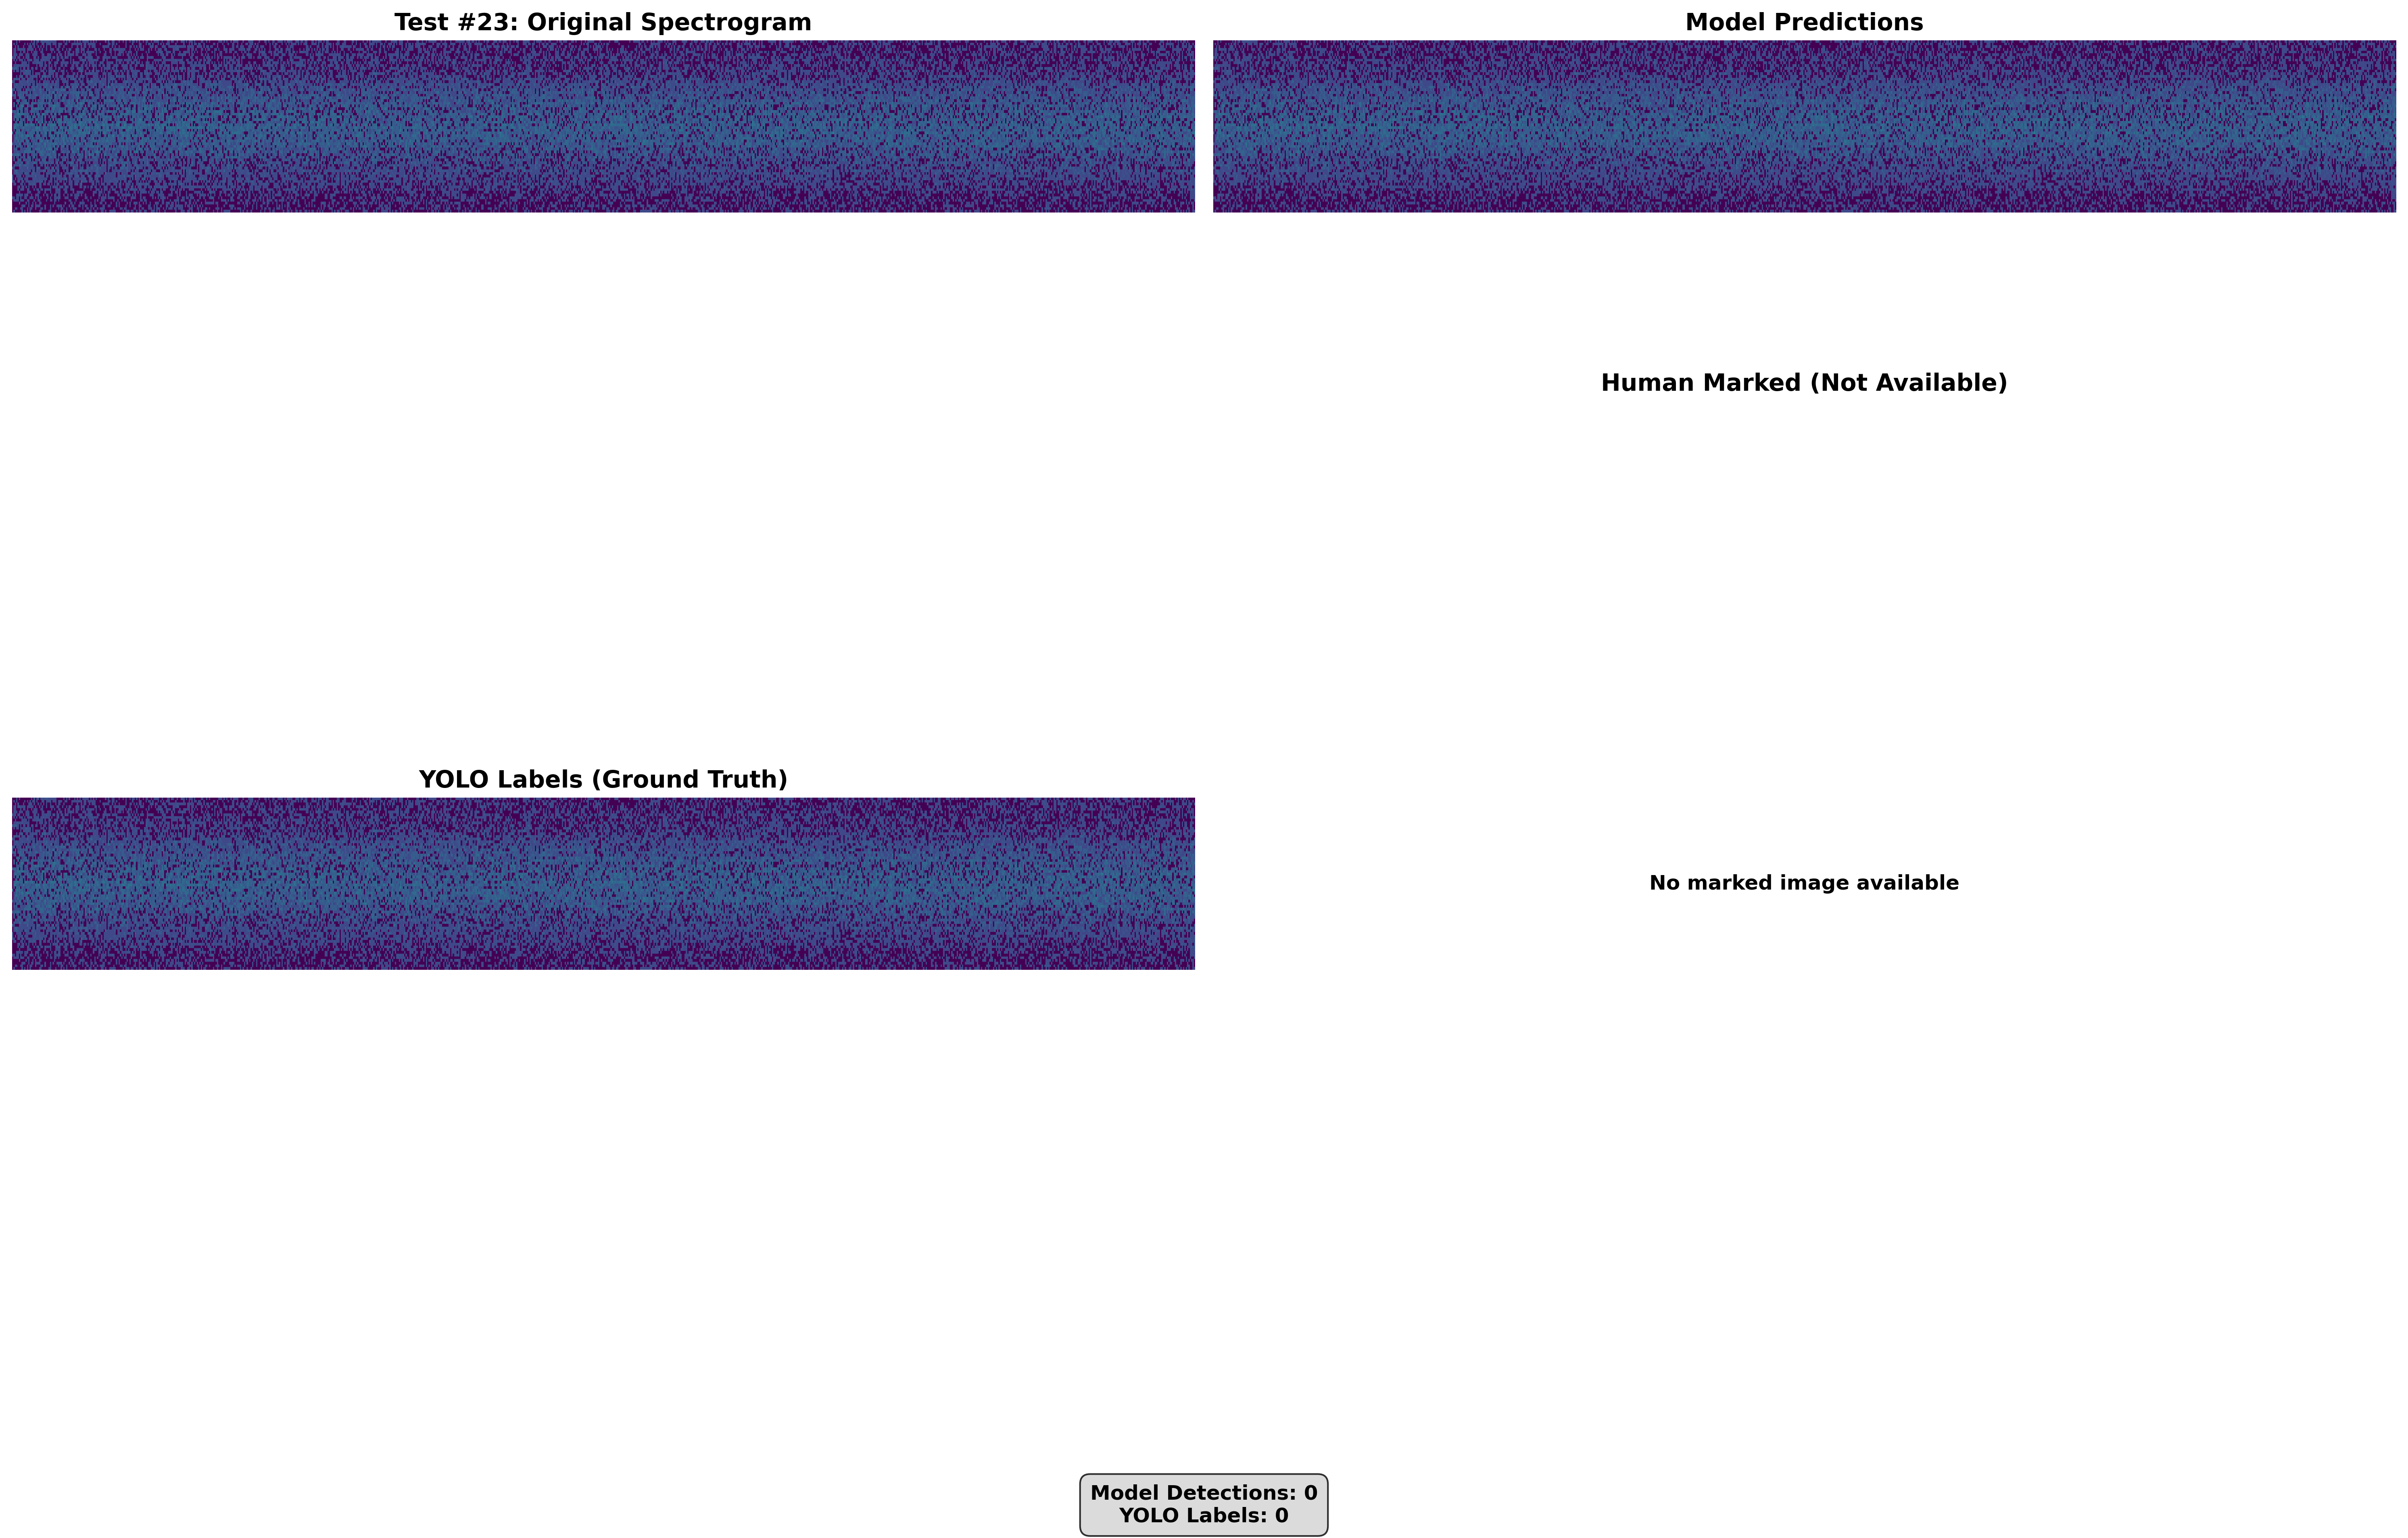 Test #23: Original Spectrogram
Model Predictions
Human Marked (Not Available)
YOLO Labels (Ground Truth)
No marked image available
Model Detections: 0
YOLO Labels: 0